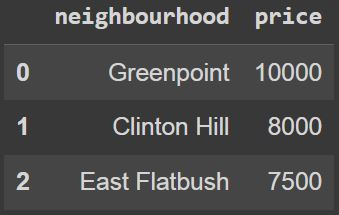 neighbourhood price
0 Greenpoint 10000
1 Clinton Hill 8000
2 East Flatbush 7500